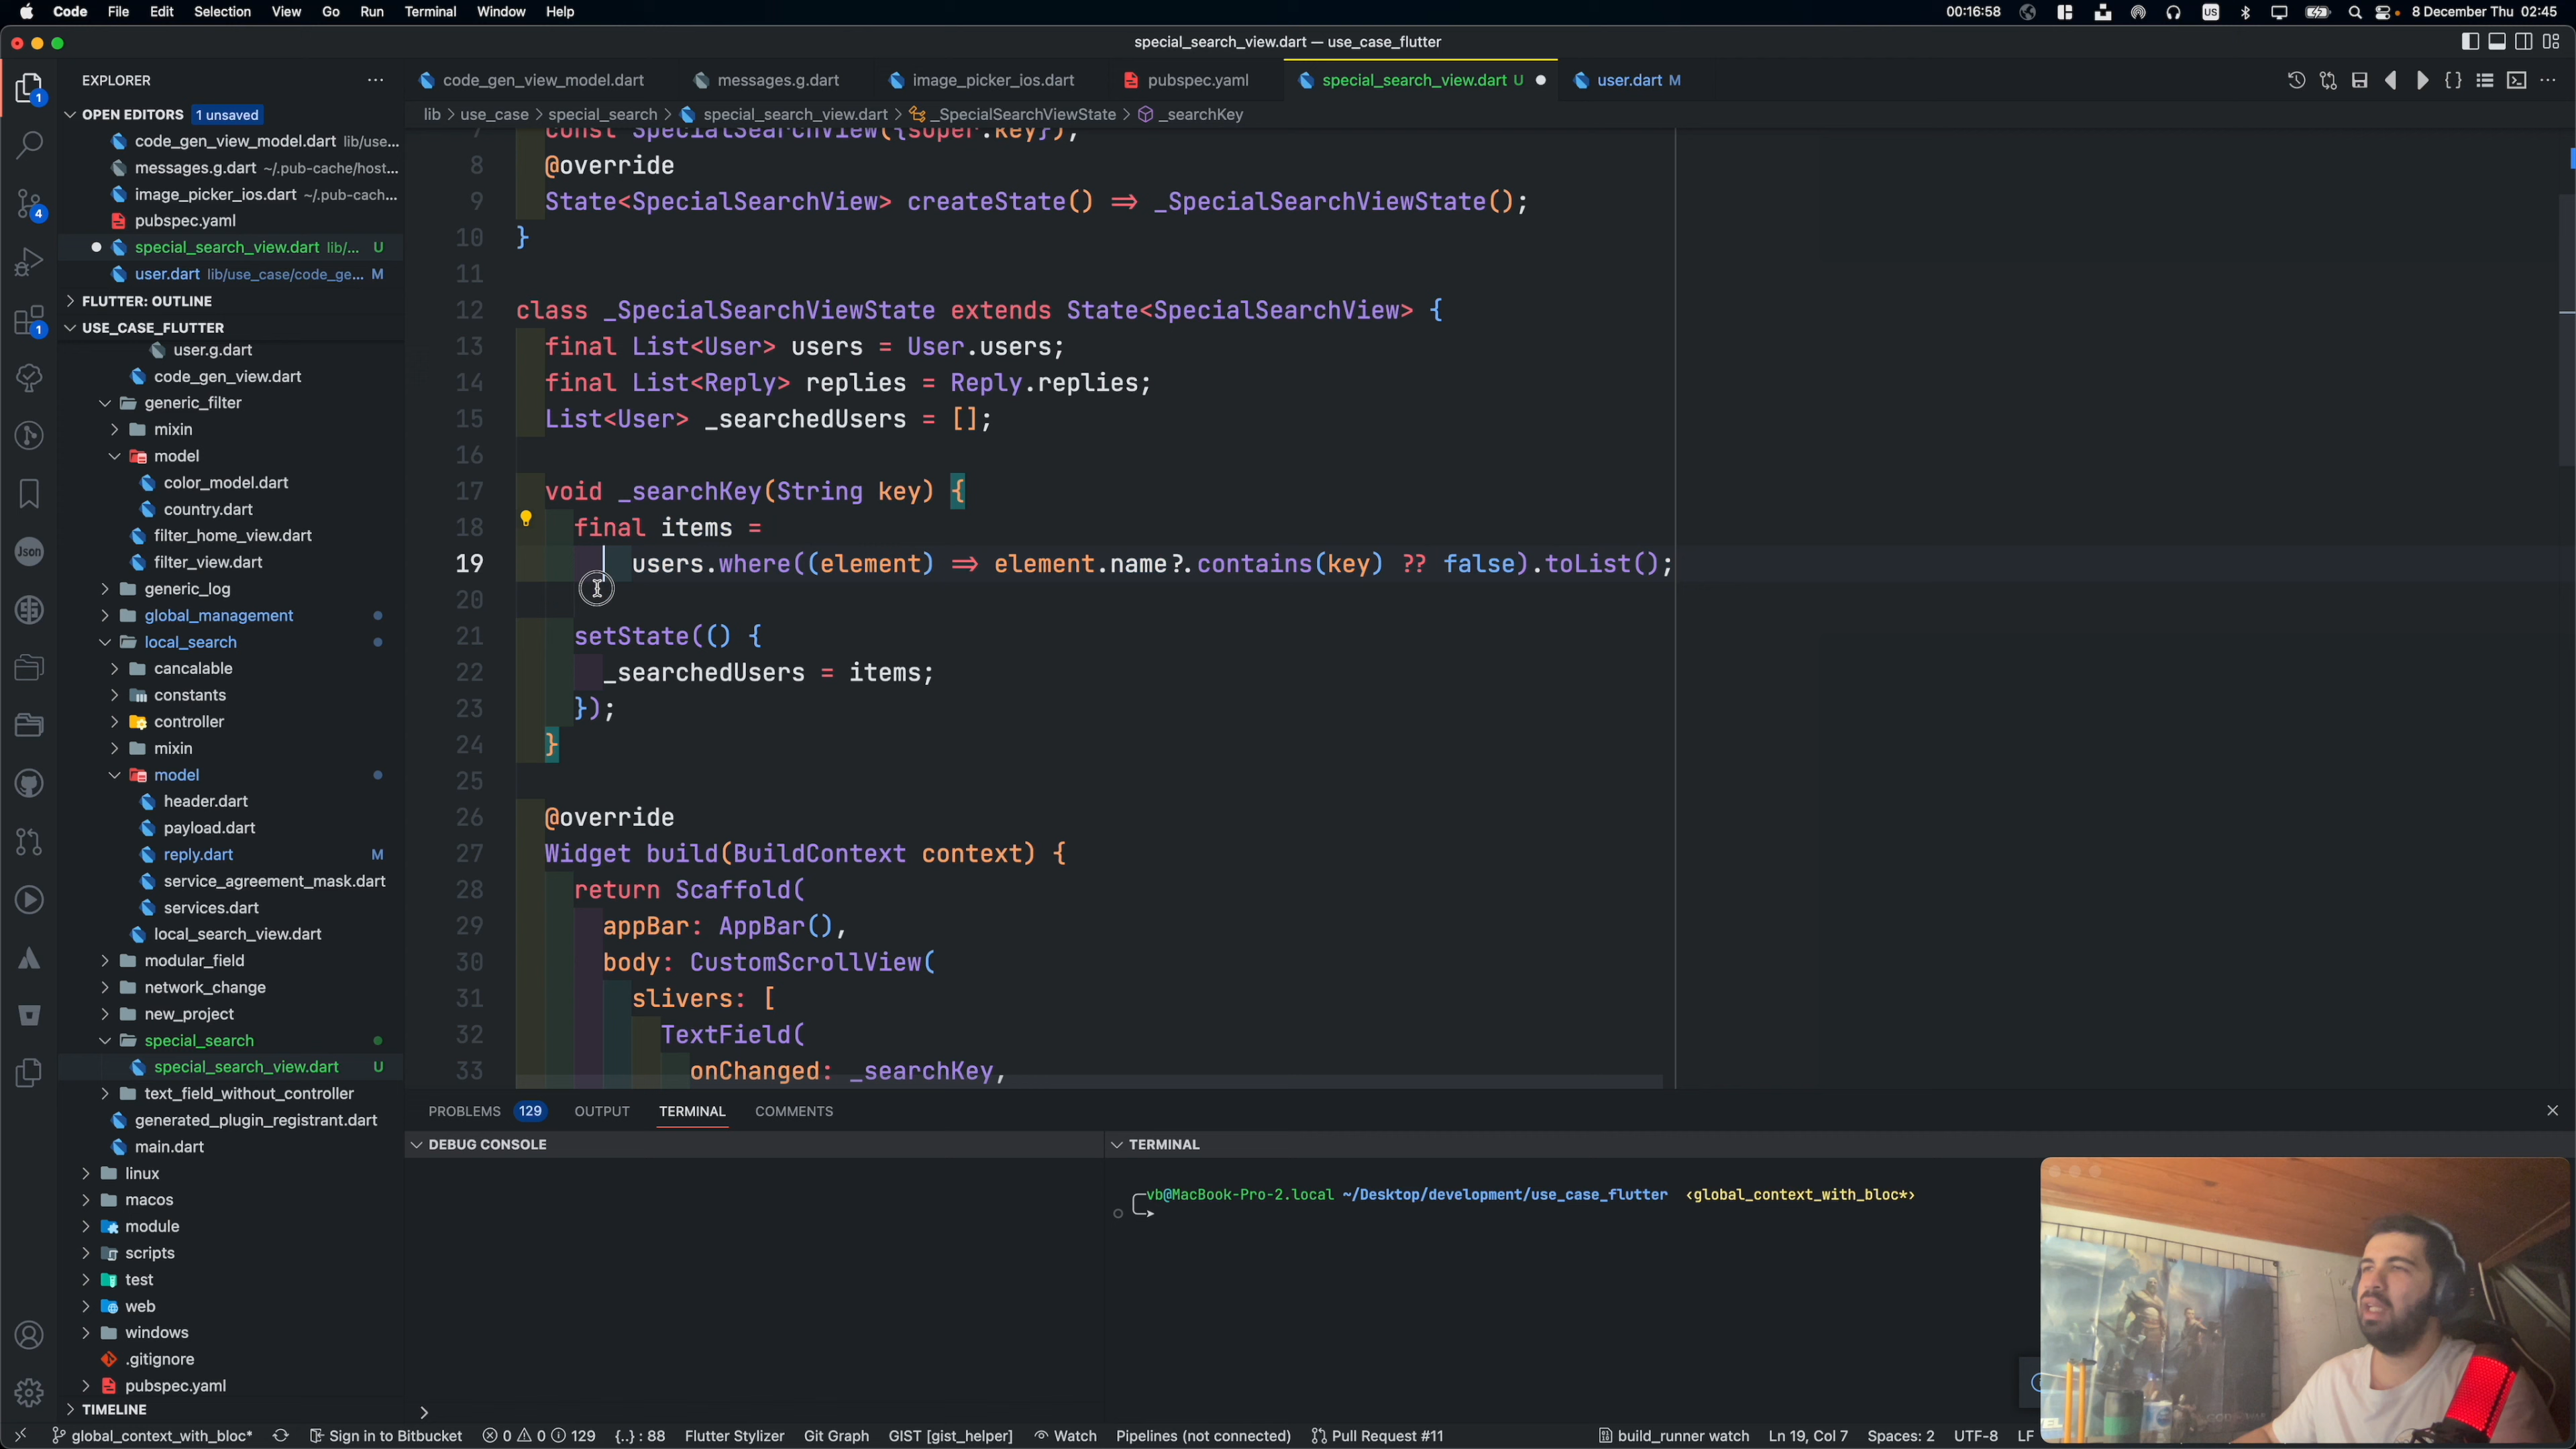 Code File Edit Selection View Go Run Terminal Window Help 00:16:58 US 8 December Thu 02:45
special_search_view.dart — use_case_flutter
EXPLORER
code_gen_view_model.dart messages.g.dart image_picker_ios.dart pubspec.yaml special_search_view.dart U user.dart M
OPEN EDITORS 1 unsaved
lib > use_case > special_search > special_search_view.dart > _SpecialSearchViewState > _searchKey
code_gen_view_model.dart lib/use...
messages.g.dart ~/.pub-cache/host...
image_picker_ios.dart ~/.pub-cach...
pubspec.yaml
special_search_view.dart lib/... U
user.dart lib/use_case/code_ge... M
FLUTTER: OUTLINE
USE_CASE_FLUTTER
user.g.dart
code_gen_view.dart
generic_filter
mixin
model
color_model.dart
country.dart
filter_home_view.dart
filter_view.dart
generic_log
global_management
local_search
cancalable
constants
controller
mixin
model
header.dart
payload.dart
reply.dart M
service_agreement_mask.dart
services.dart
local_search_view.dart
modular_field
network_change
new_project
special_search
special_search_view.dart U
text_field_without_controller
generated_plugin_registrant.dart
main.dart
linux
macos
module
scripts
test
web
windows
.gitignore
pubspec.yaml
TIMELINE
1
4
1
Json
7 const SpecialSearchView({super.key});
8 @override
9 State<SpecialSearchView> createState() => _SpecialSearchViewState();
10 }
11
12 class _SpecialSearchViewState extends State<SpecialSearchView> {
13 final List<User> users = User.users;
14 final List<Reply> replies = Reply.replies;
15 List<User> _searchedUsers = [];
16
17 void _searchKey(String key) {
18 final items =
19 users.where((element) => element.name?.contains(key) ?? false).toList();
20
21 setState(() {
22 _searchedUsers = items;
23 });
24 }
25
26 @override
27 Widget build(BuildContext context) {
28 return Scaffold(
29 appBar: AppBar(),
30 body: CustomScrollView(
31 slivers: [
32 TextField(
33 onChanged: _searchKey,
PROBLEMS 129 OUTPUT TERMINAL COMMENTS
DEBUG CONSOLE
TERMINAL
vb@MacBook-Pro-2.local ~/Desktop/development/use_case_flutter ‹global_context_with_bloc*›
global_context_with_bloc* Sign in to Bitbucket 0 0 129 {..} : 88 Flutter Stylizer Git Graph GIST [gist_helper] Watch Pipelines (not connected) Pull Request #11 build_runner watch Ln 19, Col 7 Spaces: 2 UTF-8 LF